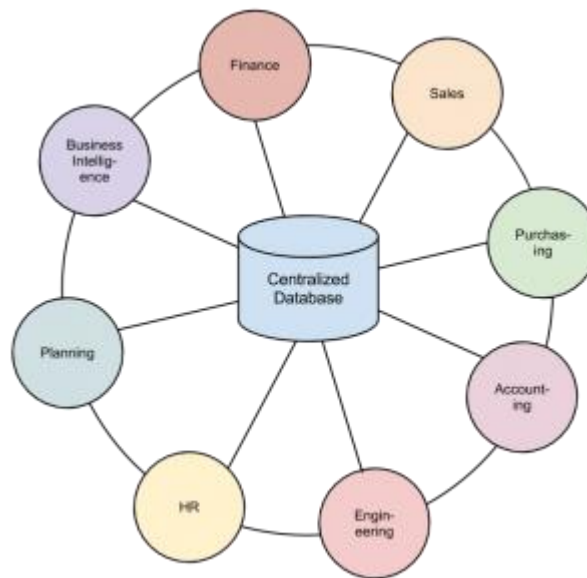 Finance
Sales
Business
Intellig-
ence
Purchas-
ing
Centralized
Database
Planning
Account-
ing
HR
Engin-
eering